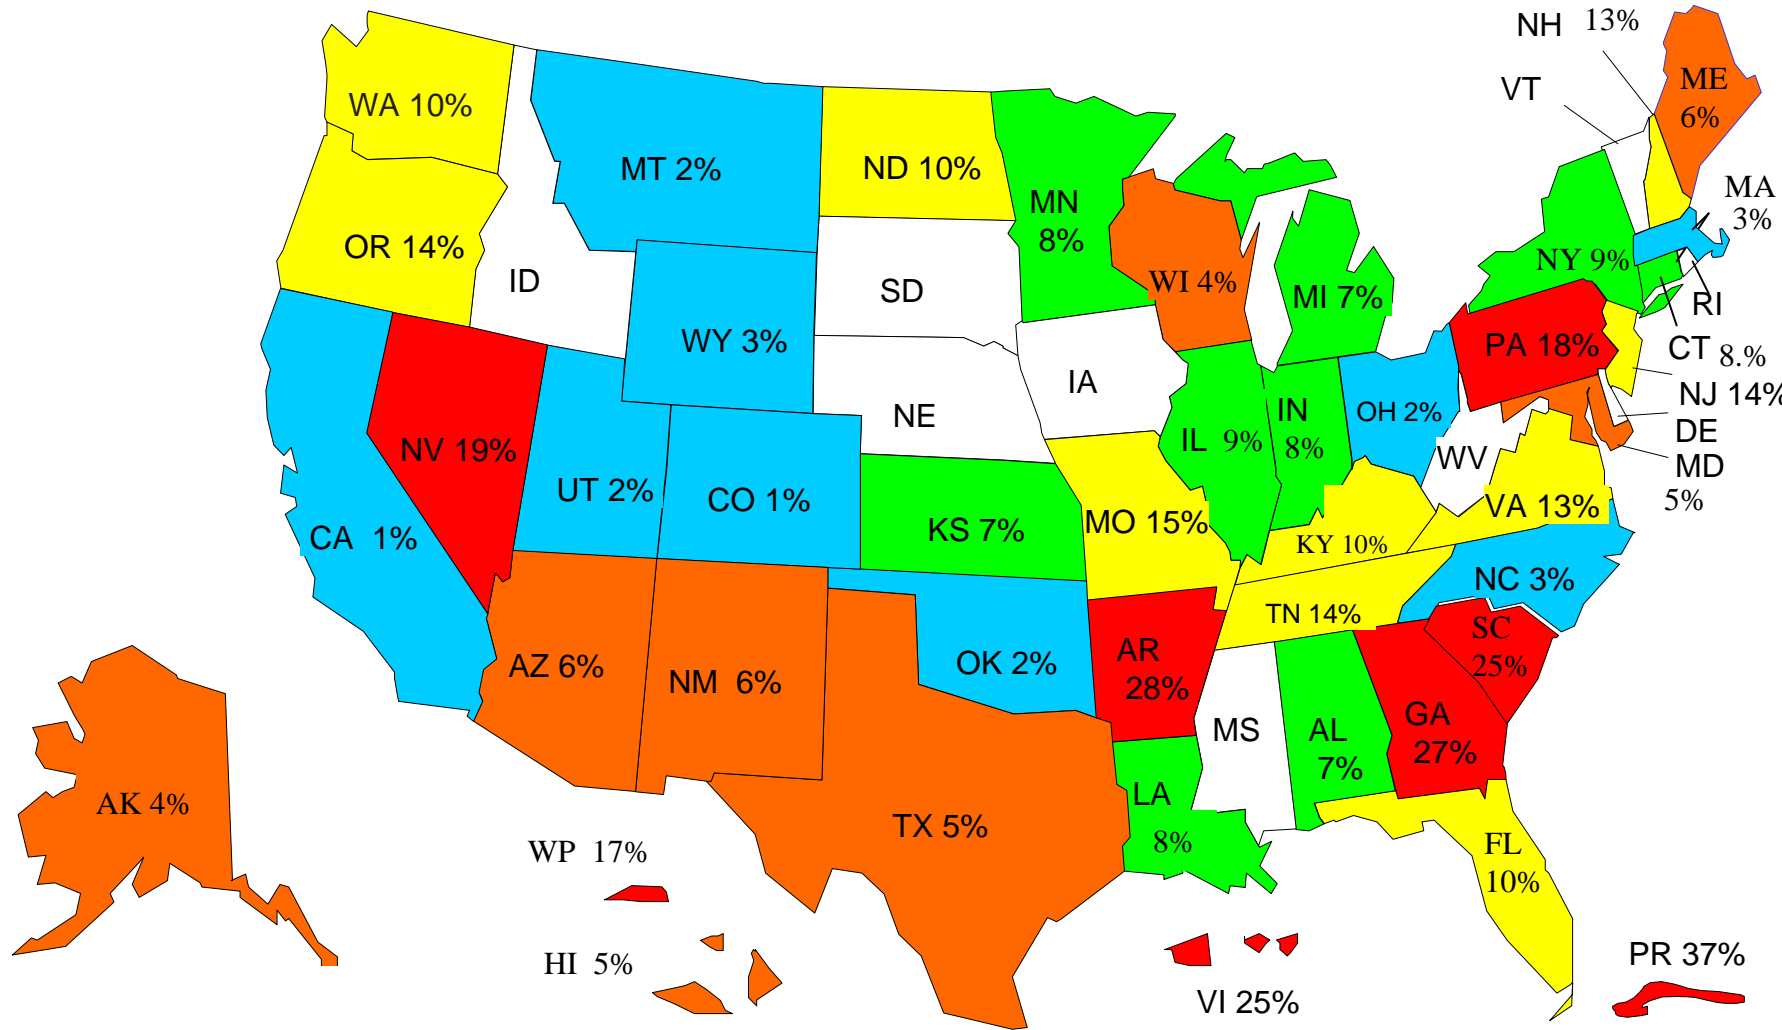 NH 13%
VT
ME
6%
WA 10%
MT 2%
ND 10%
MN
8%
MA
3%
OR 14%
ID
SD
WI 4%
MI 7%
NY 9%
RI
WY 3%
PA 18%
CT 8.%
IA
NJ 14%
NE
NV 19%
IL 9%
IN
8%
OH 2%
DE
WV
MD
5%
UT 2%
CO 1%
KS 7%
MO 15%
VA 13%
CA 1%
KY 10%
NC 3%
TN 14%
SC
25%
AZ 6%
NM 6%
OK 2%
AR
28%
MS
AL
7%
GA
27%
AK 4%
TX 5%
LA
8%
FL
10%
WP 17%
HI 5%
VI 25%
PR 37%